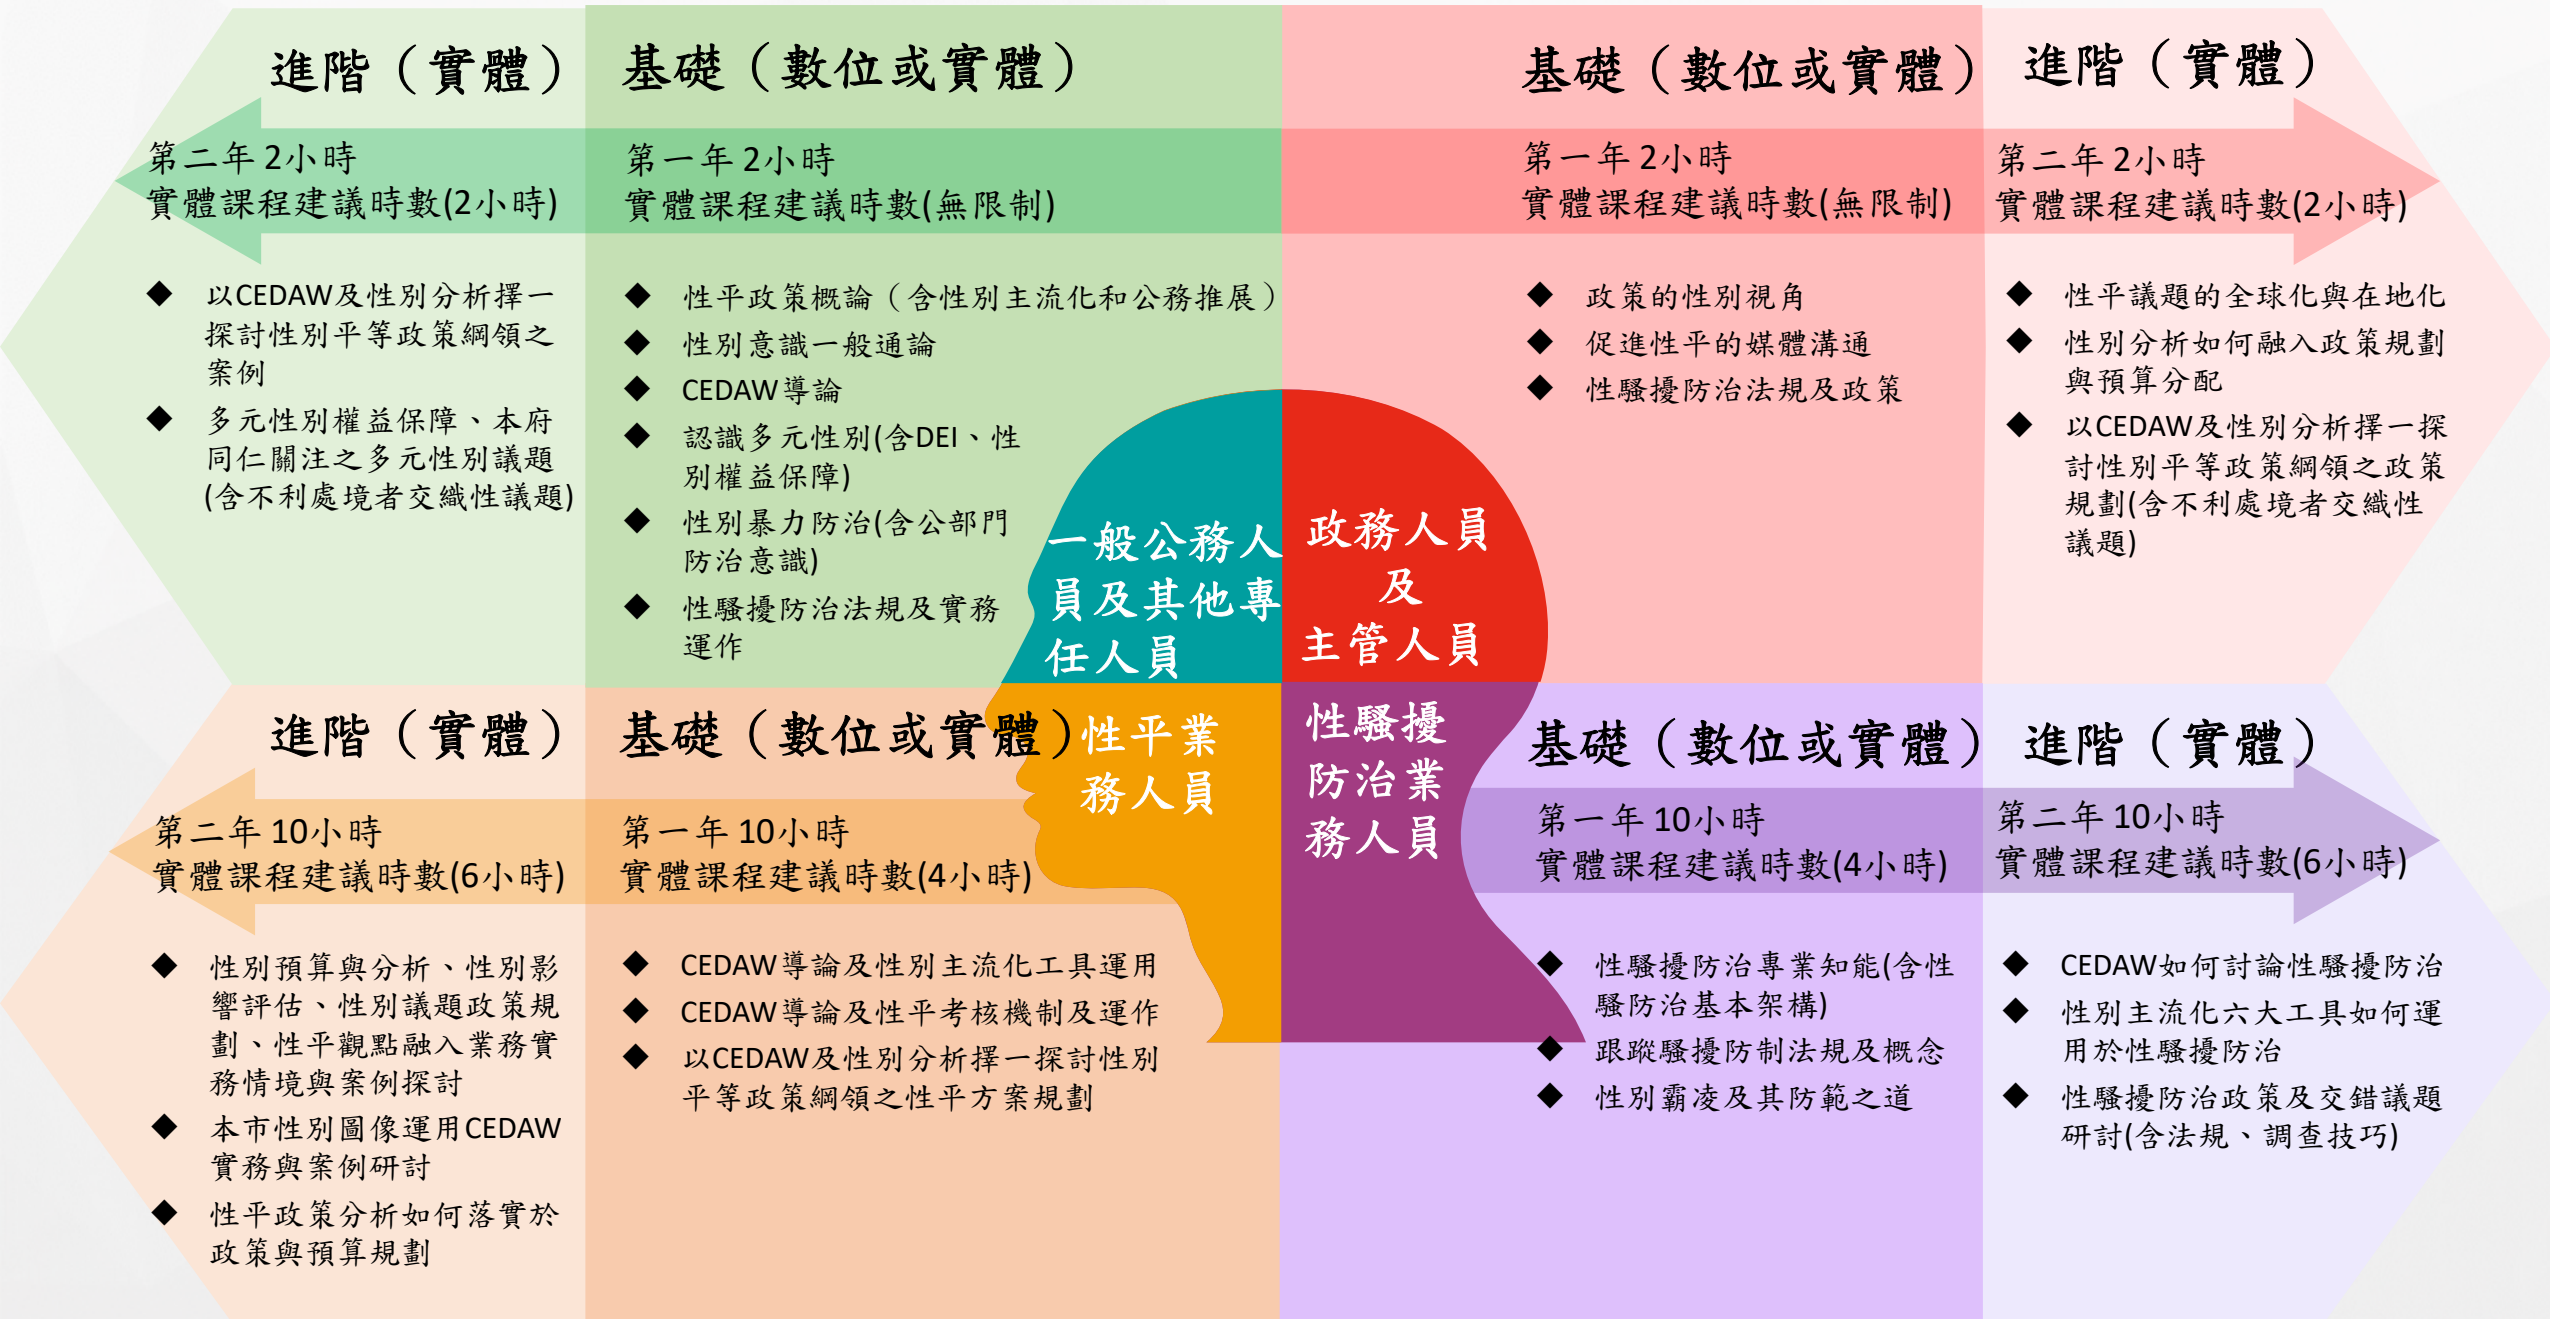 進階（實體）
第二年 2小時
實體課程建議時數(2小時)
◆ 以CEDAW及性別分析擇一
探討性別平等政策綱領之
案例
◆ 多元性別權益保障、本府
同仁關注之多元性別議題
(含不利處境者交織性議題)
基礎（數位或實體）
第一年 2小時
實體課程建議時數(無限制)
◆ 性平政策概論（含性別主流化和公務推展）
◆ 性別意識一般通論
◆ CEDAW導論
◆ 認識多元性別(含DEI、性
別權益保障)
◆ 性別暴力防治(含公部門
防治意識)
◆ 性騷擾防治法規及實務
運作
一般公務人
員及其他專
任人員
政務人員
及
主管人員
基礎（數位或實體）
第一年 2小時
實體課程建議時數(無限制)
◆ 政策的性別視角
◆ 促進性平的媒體溝通
◆ 性騷擾防治法規及政策
進階（實體）
第二年 2小時
實體課程建議時數(2小時)
◆ 性平議題的全球化與在地化
◆ 性別分析如何融入政策規劃
與預算分配
◆ 以CEDAW及性別分析擇一探
討性別平等政策綱領之政策
規劃(含不利處境者交織性
議題)
進階（實體）
第二年 10小時
實體課程建議時數(6小時)
◆ 性別預算與分析、性別影
響評估、性別議題政策規
劃、性平觀點融入業務實
務情境與案例探討
◆ 本市性別圖像運用CEDAW
實務與案例研討
◆ 性平政策分析如何落實於
政策與預算規劃
基礎（數位或實體）
第一年 10小時
實體課程建議時數(4小時)
◆ CEDAW導論及性別主流化工具運用
◆ CEDAW導論及性平考核機制及運作
◆ 以CEDAW及性別分析擇一探討性別
平等政策綱領之性平方案規劃
性平業
務人員
性騷擾
防治業
務人員
基礎（數位或實體）
第一年 10小時
實體課程建議時數(4小時)
◆ 性騷擾防治專業知能(含性
騷防治基本架構)
◆ 跟蹤騷擾防制法規及概念
◆ 性別霸凌及其防範之道
進階（實體）
第二年 10小時
實體課程建議時數(6小時)
◆ CEDAW如何討論性騷擾防治
◆ 性別主流化六大工具如何運
用於性騷擾防治
◆ 性騷擾防治政策及交錯議題
研討(含法規、調查技巧)